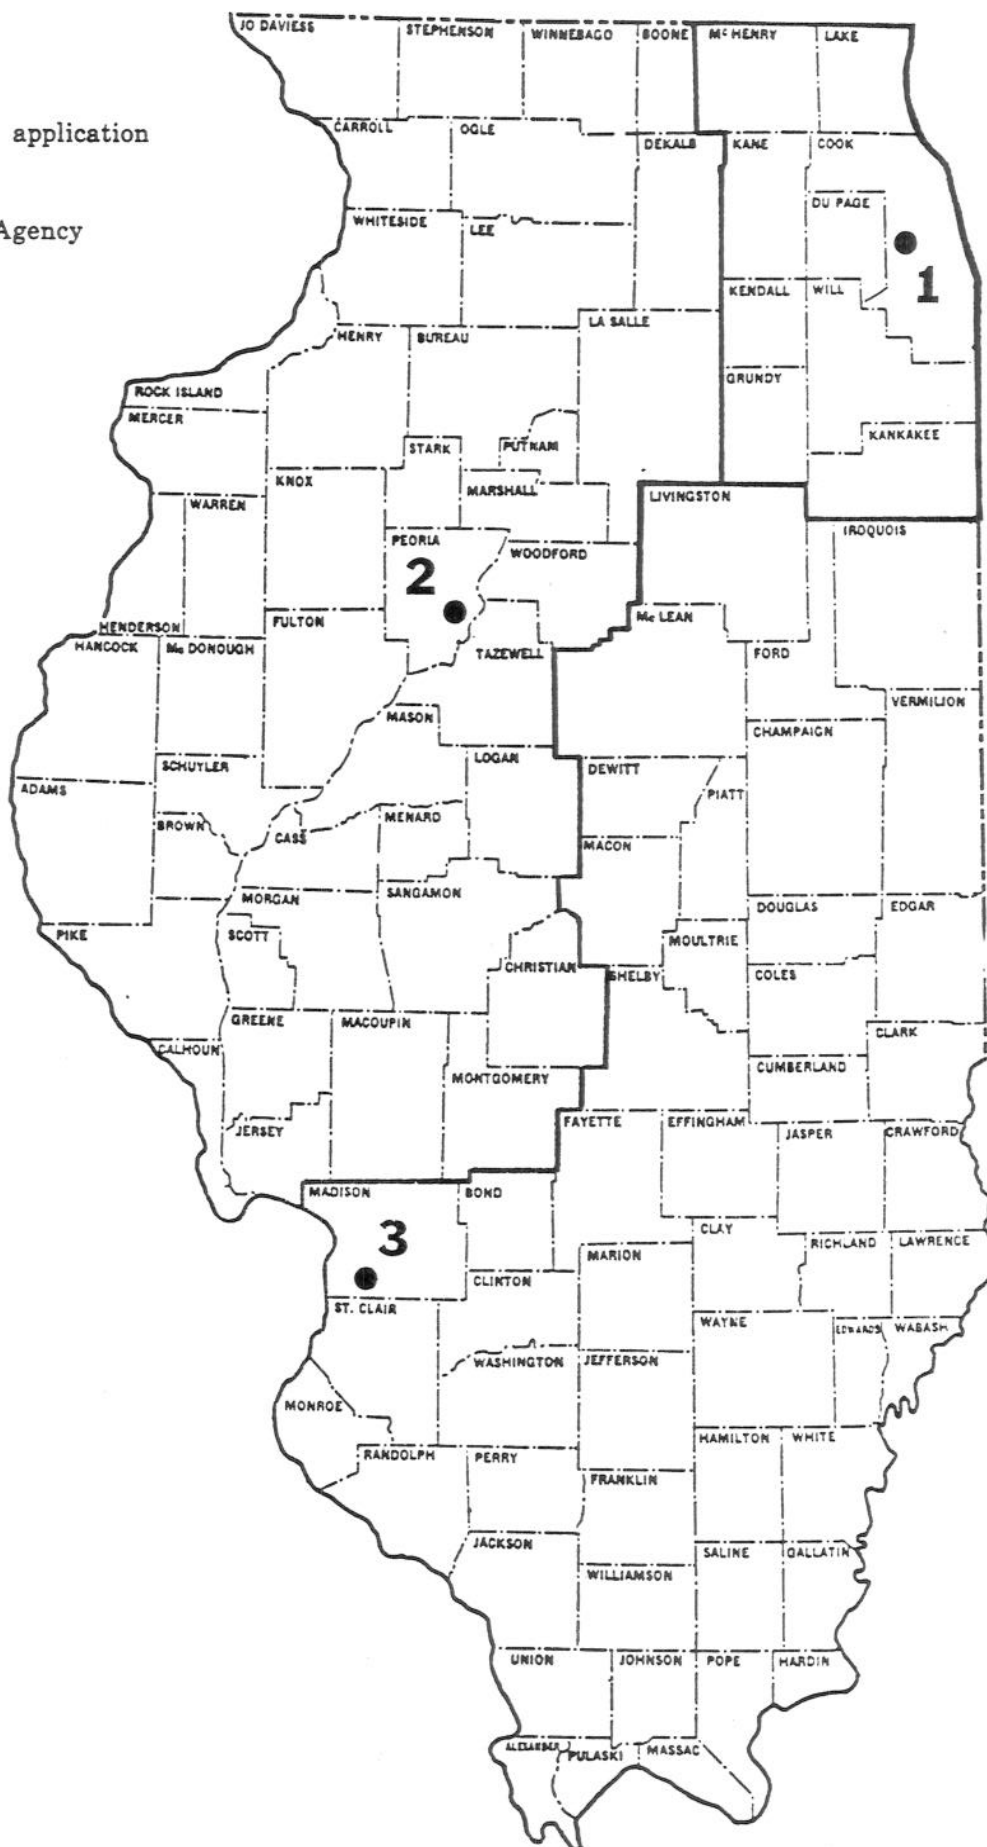 JO DAVIESS STEPHENSON WINNEBAGO BOONE McHENRY LAKE
application
CARROLL OGLE DEKALB KANE COOK
DU PAGE
WHITESIDE LEE
Agency
1
KENDALL WILL
LA SALLE
HENRY BUREAU
GRUNDY
ROCK ISLAND
MERCER
KANKAKEE
STARK PUTNAM
KNOX MARSHALL
WARREN LIVINGSTON
PEORIA WOODFORD IROQUOIS
2
McLEAN
HENDERSON FULTON
HANCOCK McDONOUGH TAZEWELL FORD
VERMILION
MASON CHAMPAIGN
LOGAN
SCHUYLER DEWITT
ADAMS PIATT
BROWN CASS MENARD
MACON
MORGAN SANGAMON
DOUGLAS EDGAR
PIKE SCOTT MOULTRIE
CHRISTIAN SHELBY COLES
GREENE MACOUPIN
CLARK
CALHOUN
CUMBERLAND
MONTGOMERY
FAYETTE EFFINGHAM
JERSEY JASPER CRAWFORD
MADISON BOND
CLAY
3
RICHLAND LAWRENCE
MARION
CLINTON
ST. CLAIR
WAYNE EDWARDS WABASH
WASHINGTON JEFFERSON
MONROE
HAMILTON WHITE
RANDOLPH PERRY
FRANKLIN
JACKSON SALINE GALLATIN
WILLIAMSON
UNION JOHNSON POPE HARDIN
ALEXANDER PULASKI MASSAC